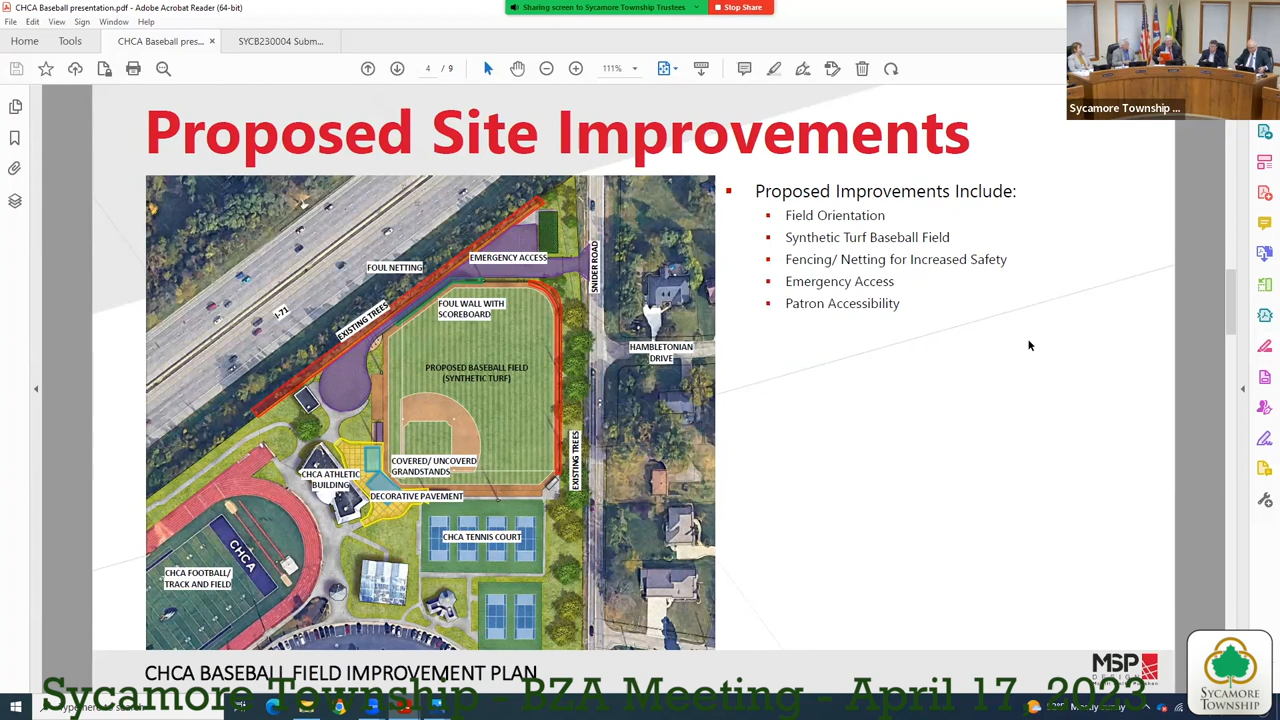 CHCA Baseball presentation.pdf - Adobe Acrobat Reader (64-bit)
File Edit View Sign Window Help
Sharing screen to Sycamore Township Trustees
Stop Share
Home Tools CHCA Baseball pres... × SYCB230004 Subm...
4 / 9
111%
Sycamore Township ...
Proposed Site Improvements
Proposed Improvements Include:
Field Orientation
Synthetic Turf Baseball Field
Fencing/ Netting for Increased Safety
Emergency Access
Patron Accessibility
EMERGENCY ACCESS
FOUL NETTING
SNIDER ROAD
I-71
EXISTING TREES
FOUL WALL WITH
SCOREBOARD
HAMBLETONIAN
DRIVE
PROPOSED BASEBALL FIELD
(SYNTHETIC TURF)
EXISTING TREES
COVERED/ UNCOVERD
GRANDSTANDS
CHCA ATHLETIC
BUILDING
DECORATIVE PAVEMENT
CHCA TENNIS COURT
CHCA
CHCA FOOTBALL/
TRACK AND FIELD
CHCA BASEBALL FIELD IMPROVEMENT PLAN
MSP
DESIGN
Sycamore Township - BZA Meeting - April 17, 2023
SYCAMORE
TOWNSHIP